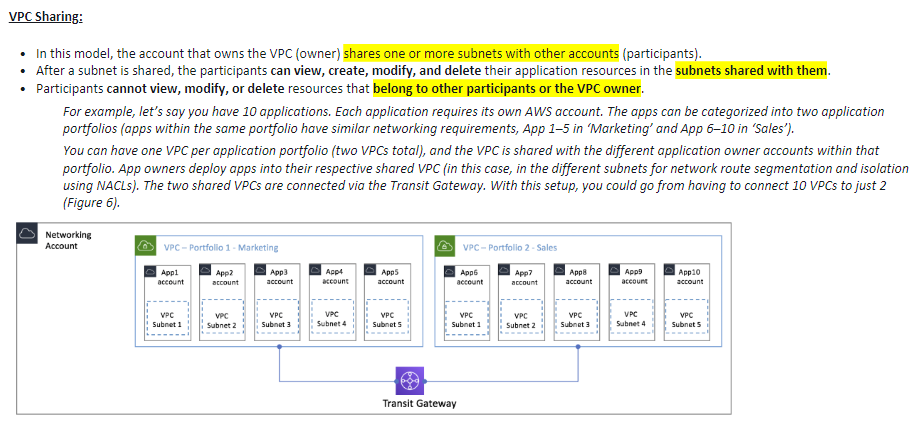 VPC Sharing:
• In this model, the account that owns the VPC (owner) shares one or more subnets with other accounts (participants).
• After a subnet is shared, the participants can view, create, modify, and delete their application resources in the subnets shared with them.
• Participants cannot view, modify, or delete resources that belong to other participants or the VPC owner.
For example, let's say you have 10 applications. Each application requires its own AWS account. The apps can be categorized into two application
portfolios (apps within the same portfolio have similar networking requirements, App 1–5 in 'Marketing' and App 6–10 in 'Sales').
You can have one VPC per application portfolio (two VPCs total), and the VPC is shared with the different application owner accounts within that
portfolio. App owners deploy apps into their respective shared VPC (in this case, in the different subnets for network route segmentation and isolation
using NACLs). The two shared VPCs are connected via the Transit Gateway. With this setup, you could go from having to connect 10 VPCs to just 2
(Figure 6).
Networking
Account
VPC – Portfolio 1 - Marketing
App1
account
VPC
Subnet 1
App2
account
VPC
Subnet 2
App3
account
VPC
Subnet 3
App4
account
VPC
Subnet 4
App5
account
VPC
Subnet 5
VPC – Portfolio 2 - Sales
App6
account
VPC
Subnet 1
App7
account
VPC
Subnet 2
App8
account
VPC
Subnet 3
App9
account
VPC
Subnet 4
App10
account
VPC
Subnet 5
Transit Gateway